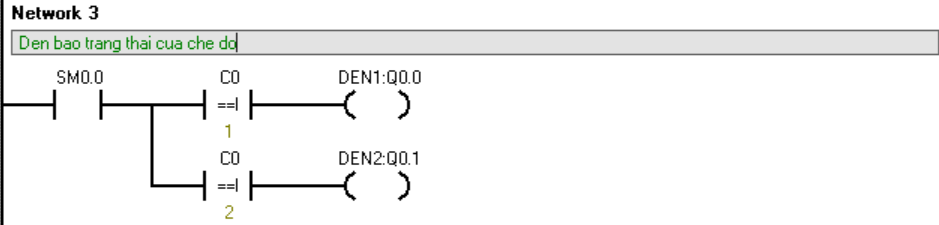 Network 3
Den bao trang thai cua che do
SM0.0 C0 DEN1:Q0.0
==I
1
C0 DEN2:Q0.1
==I
2